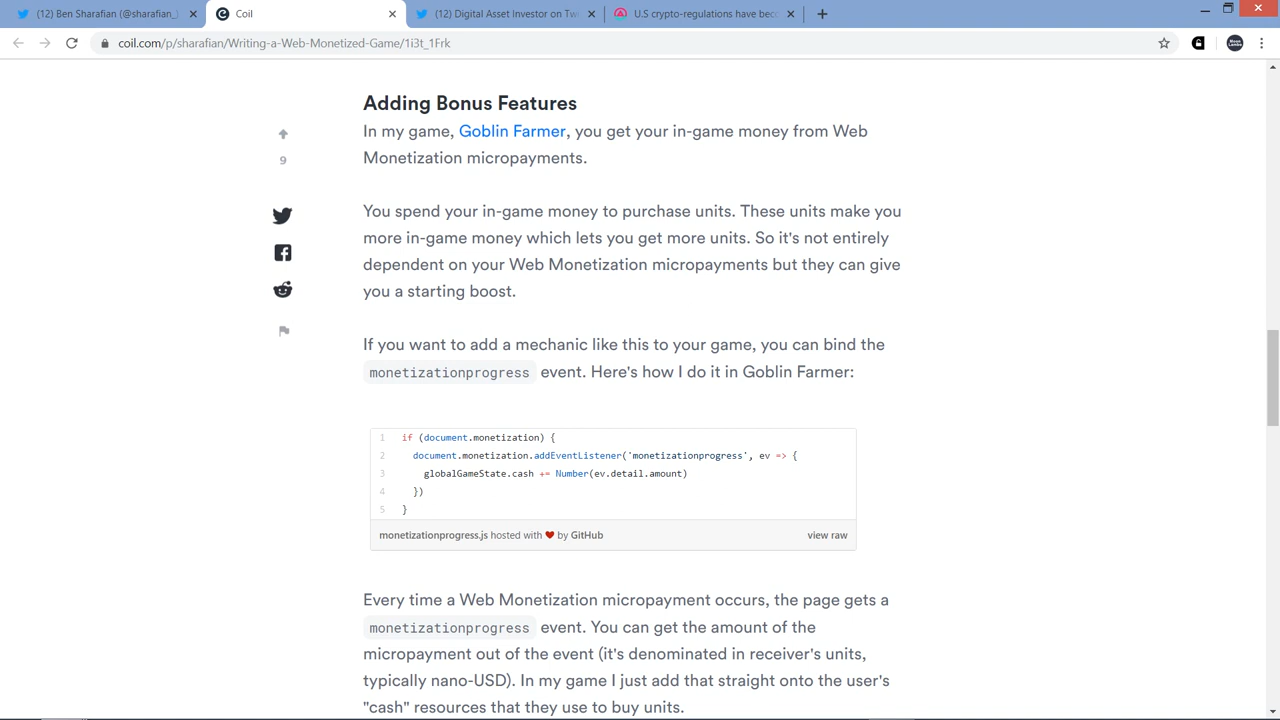 (12) Ben Sharafian (@sharafian_
Coil
(12) Digital Asset Investor on Tw
U.S crypto-regulations have beco
coil.com/p/sharafian/Writing-a-Web-Monetized-Game/1i3t_1Frk
Adding Bonus Features
In my game, Goblin Farmer, you get your in-game money from Web
Monetization micropayments.
9
You spend your in-game money to purchase units. These units make you
more in-game money which lets you get more units. So it's not entirely
dependent on your Web Monetization micropayments but they can give
you a starting boost.
If you want to add a mechanic like this to your game, you can bind the
monetizationprogress event. Here's how I do it in Goblin Farmer:
1 if (document.monetization) {
2 document.monetization.addEventListener('monetizationprogress', ev => {
3 globalGameState.cash += Number(ev.detail.amount)
4 })
5 }
monetizationprogress.js hosted with ❤ by GitHub
view raw
Every time a Web Monetization micropayment occurs, the page gets a
monetizationprogress event. You can get the amount of the
micropayment out of the event (it's denominated in receiver's units,
typically nano-USD). In my game I just add that straight onto the user's
"cash" resources that they use to buy units.